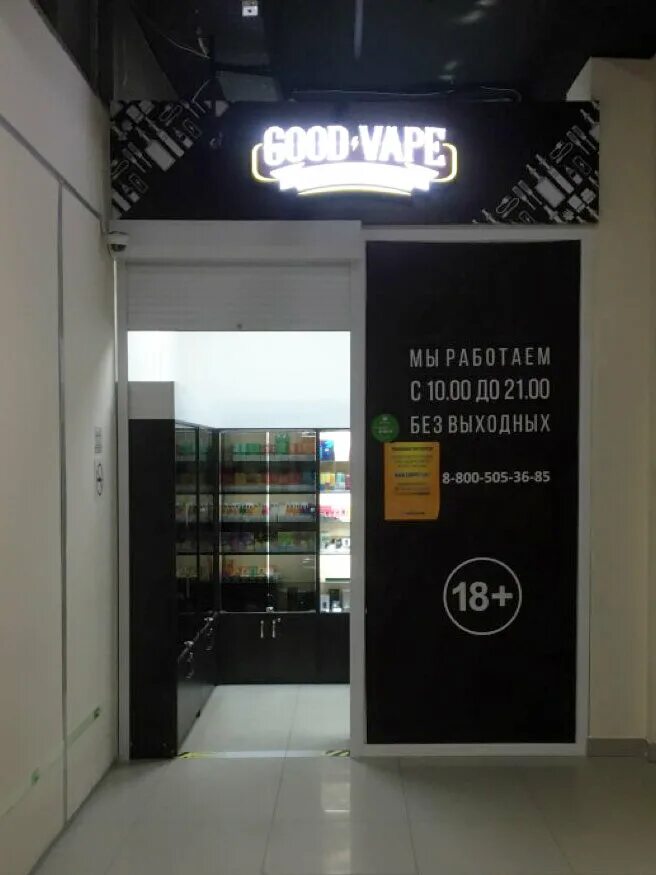 GOOD VAPE
МЫ РАБОТАЕМ
С 10.00 ДО 21.00
БЕЗ ВЫХОДНЫХ
8-800-505-36-85
18+